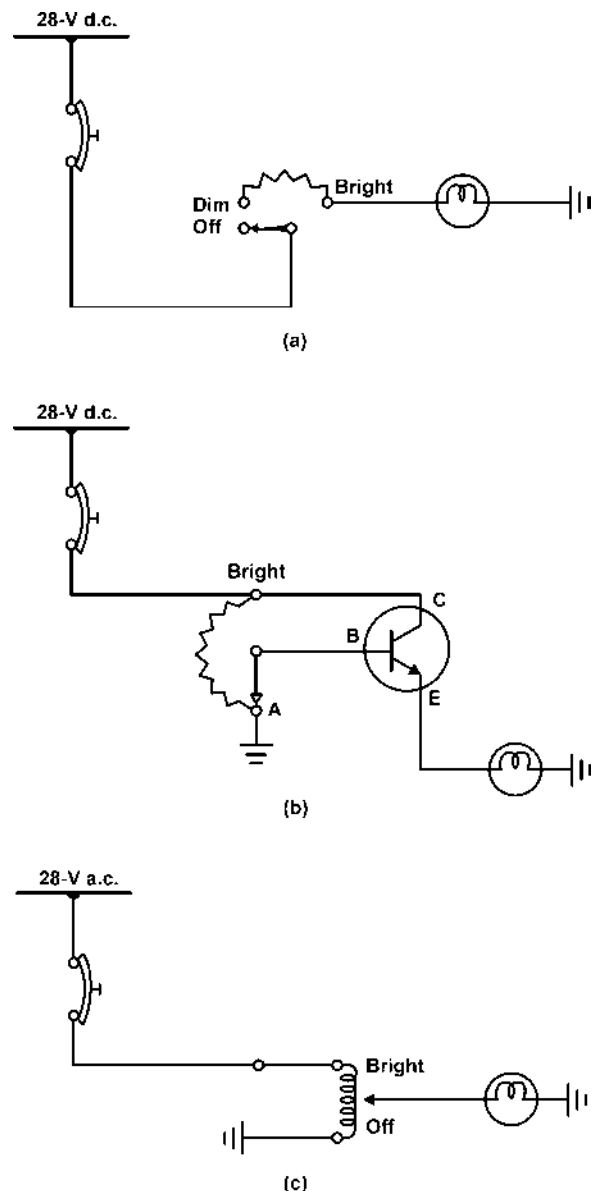 28-V d.c.
Bright
Dim
Off
(a)
28-V d.c.
Bright
C
B
E
A
(b)
28-V a.c.
Bright
Off
(c)